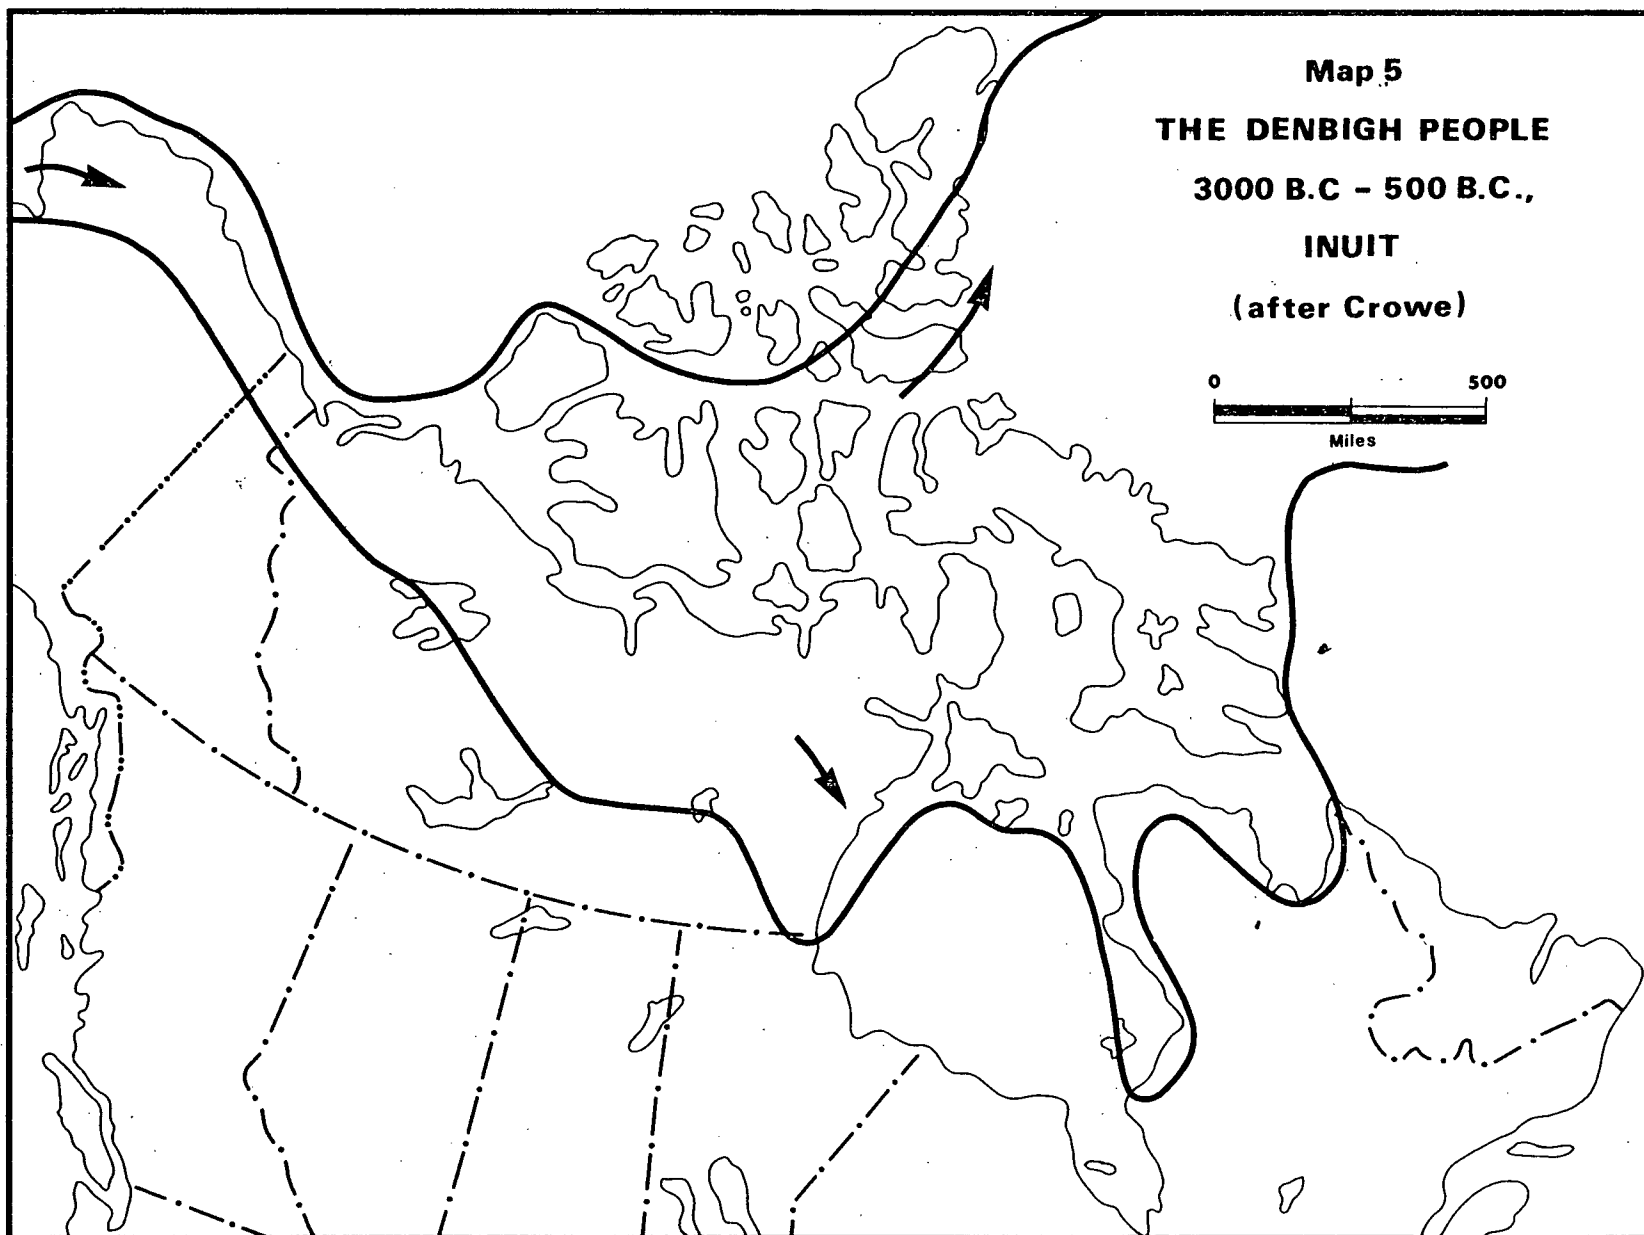 Map 5
THE DENBIGH PEOPLE
3000 B.C – 500 B.C.,
INUIT
(after Crowe)
0 500
Miles